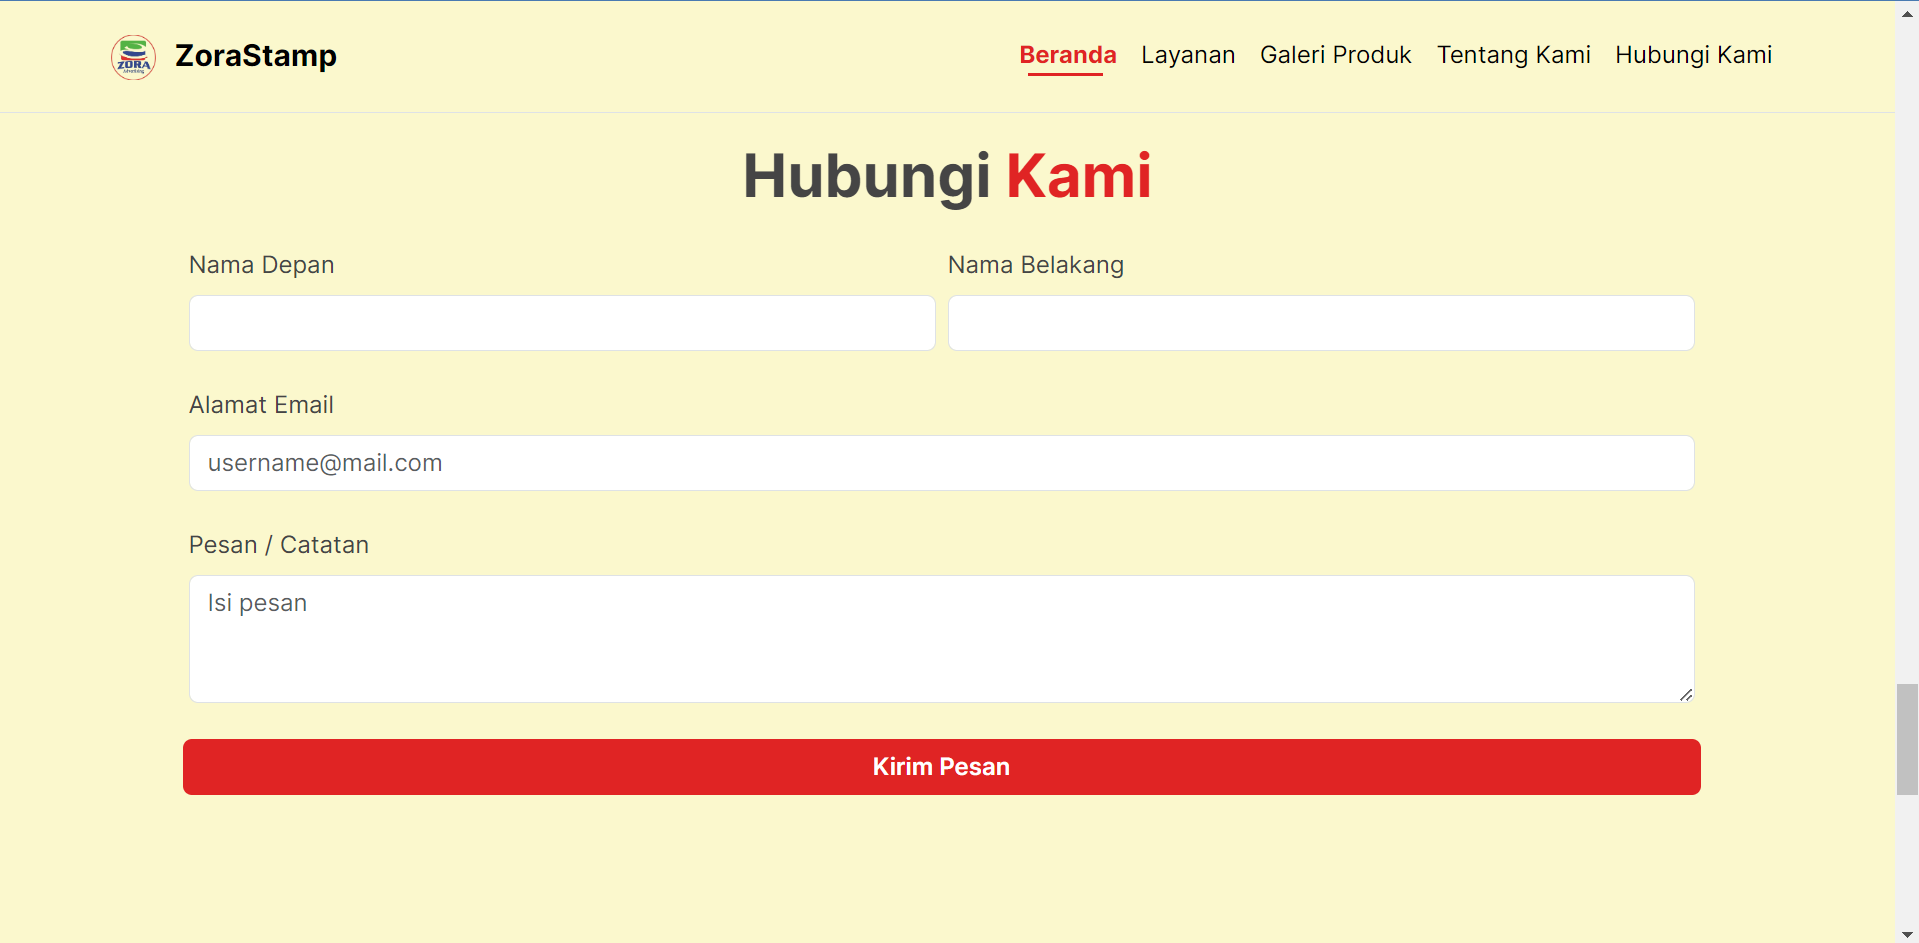 ZORA
Advertising
ZoraStamp
Beranda
Layanan
Galeri Produk
Tentang Kami
Hubungi Kami
Hubungi Kami
Nama Depan
Nama Belakang
Alamat Email
username@mail.com
Pesan / Catatan
Isi pesan
Kirim Pesan